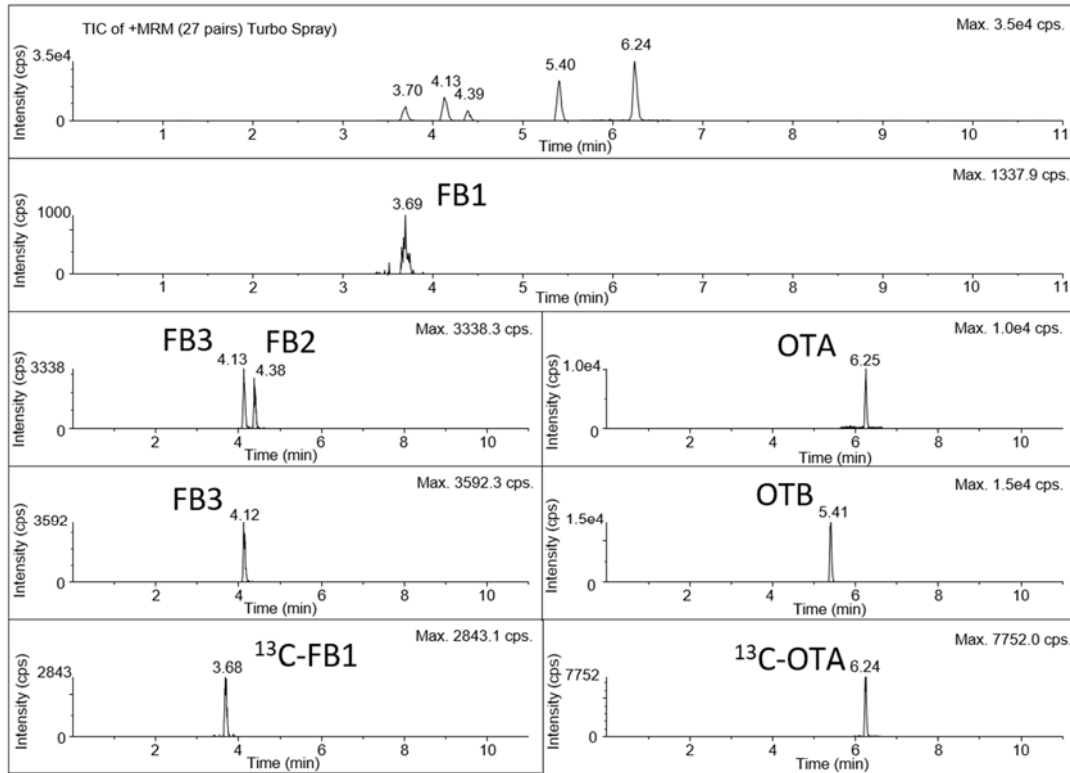 TIC of +MRM (27 pairs) Turbo Spray)
Max. 3.5e4 cps.
Intensity (cps)
3.5e4
0
3.70
4.13
4.39
5.40
6.24
1 2 3 4 5 6 7 8 9 10 11
Time (min)
Max. 1337.9 cps.
Intensity (cps)
1000
0
3.69
FB1
1 2 3 4 5 6 7 8 9 10 11
Time (min)
Max. 3338.3 cps.
Intensity (cps)
3338
0
FB3
4.13
FB2
4.38
2 4 6 8 10
Time (min)
Max. 1.0e4 cps.
Intensity (cps)
1.0e4
0
OTA
6.25
2 4 6 8 10
Time (min)
Max. 3592.3 cps.
Intensity (cps)
3592
0
FB3
4.12
2 4 6 8 10
Time (min)
Max. 1.5e4 cps.
Intensity (cps)
1.5e4
0
OTB
5.41
2 4 6 8 10
Time (min)
Max. 2843.1 cps.
Intensity (cps)
2843
0
¹³C-FB1
3.68
2 4 6 8 10
Time (min)
Max. 7752.0 cps.
Intensity (cps)
7752
0
¹³C-OTA
6.24
2 4 6 8 10
Time (min)